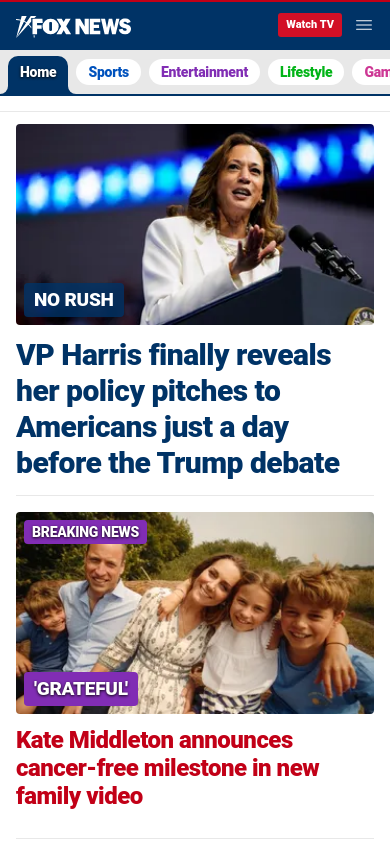 FOX NEWS
Watch TV
Home Sports Entertainment Lifestyle Gam
NO RUSH
VP Harris finally reveals
her policy pitches to
Americans just a day
before the Trump debate
BREAKING NEWS
'GRATEFUL'
Kate Middleton announces
cancer-free milestone in new
family video